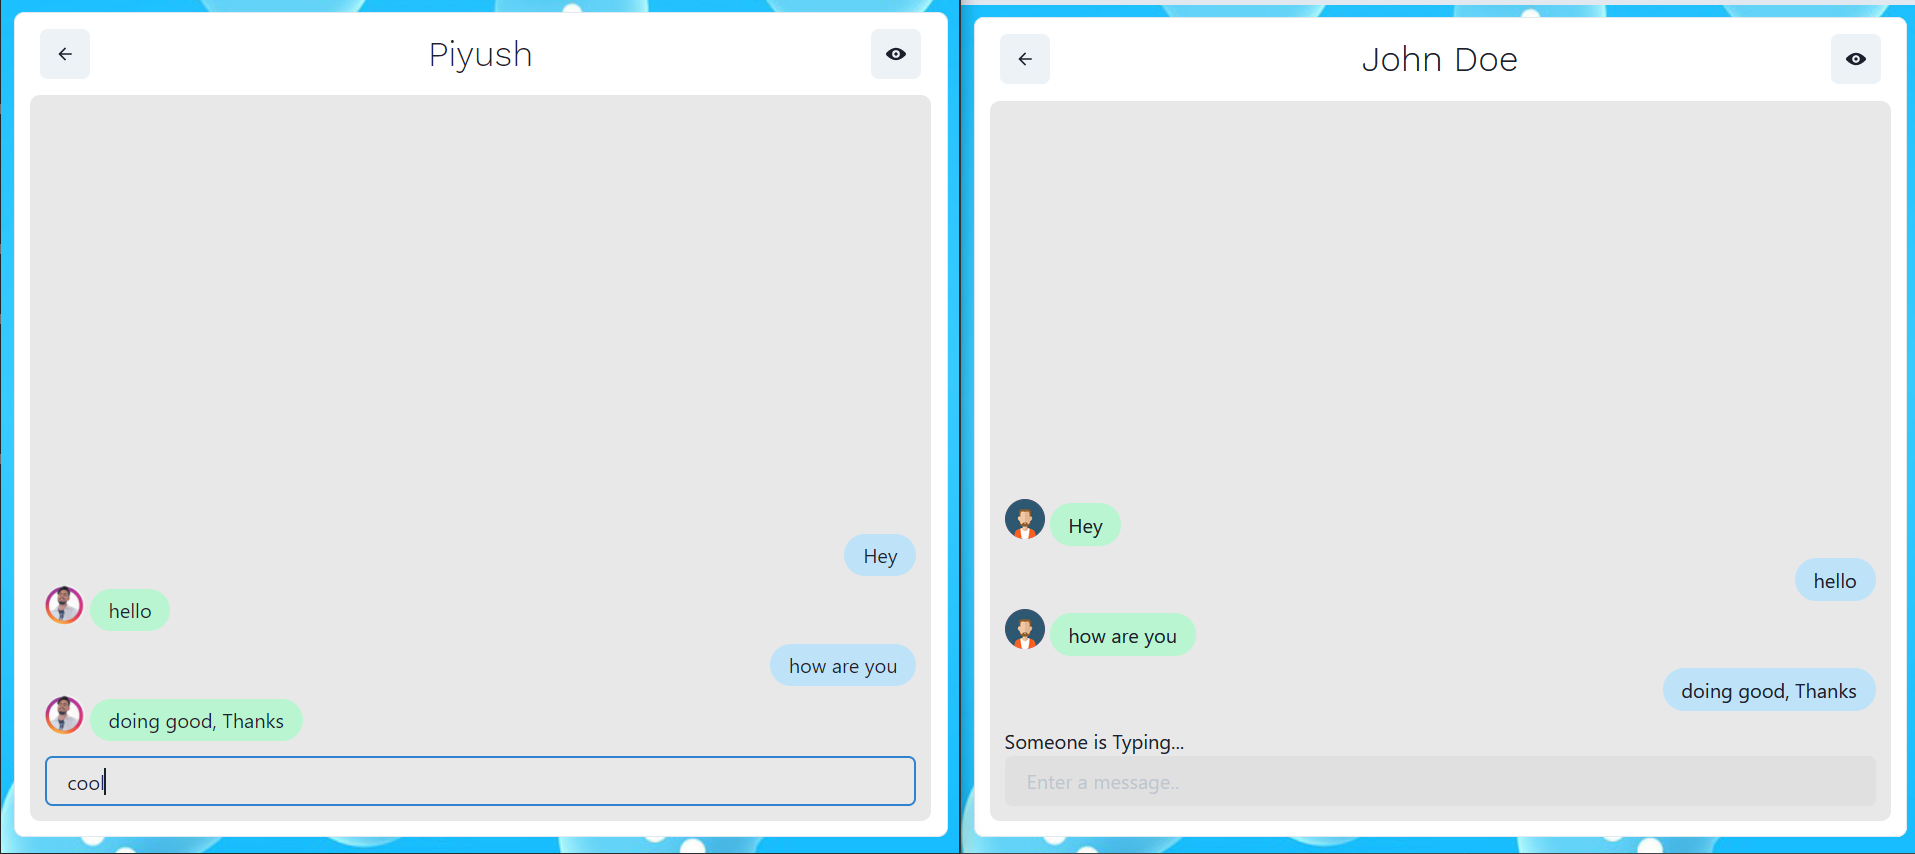 Piyush
Hey
hello
how are you
doing good, Thanks
cool
John Doe
Hey
hello
how are you
doing good, Thanks
Someone is Typing...
Enter a message..